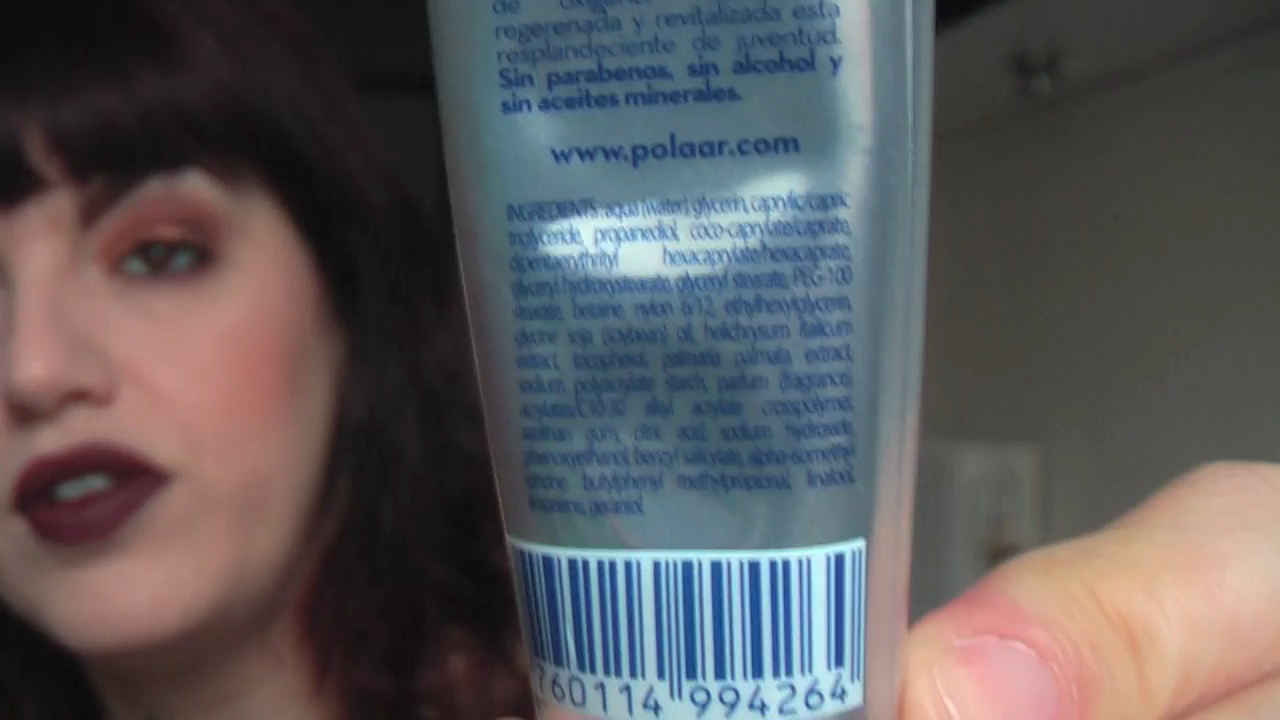 de oxígeno
regerenada y revitalizada esta
resplandeciente de juventud.
Sin parabenos, sin alcohol y
sin aceites minerales.
www.polaar.com
INGREDIENTS: aqua (water) glycerin, caprylic/capric
triglyceride, propanediol, coco-caprylate/caprate,
dipentaerythrityl hexacaprylate/hexacaprate,
glyceryl hydroxystearate, glyceryl stearate, PEG-100
stearate, betaine, nylon 6-12, ethylhexylglycerin,
glycine soja (soybean) oil, helichrysum italicum
extract, tocopherol, palmaria palmata extract,
sodium polyacrylate starch, parfum (fragrance)
acrylates/C10-30 alkyl acrylate crosspolymer,
xanthan gum, citric acid, sodium hydroxide,
phenoxyethanol, benzyl salicylate, alpha-isomethyl
ionone, butylphenyl methylpropional, linalool,
limonene, geraniol.
760114 994264